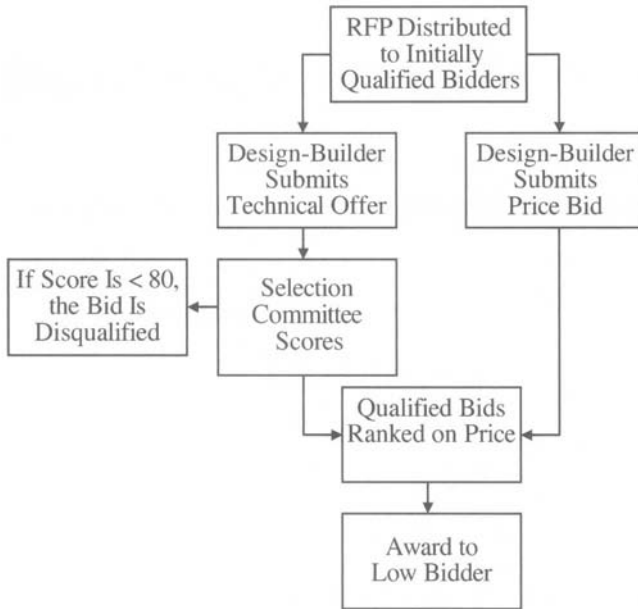 RFP Distributed
to Initially
Qualified Bidders
Design-Builder
Submits
Technical Offer
Design-Builder
Submits
Price Bid
If Score Is < 80,
the Bid Is
Disqualified
Selection
Committee
Scores
Qualified Bids
Ranked on Price
Award to
Low Bidder